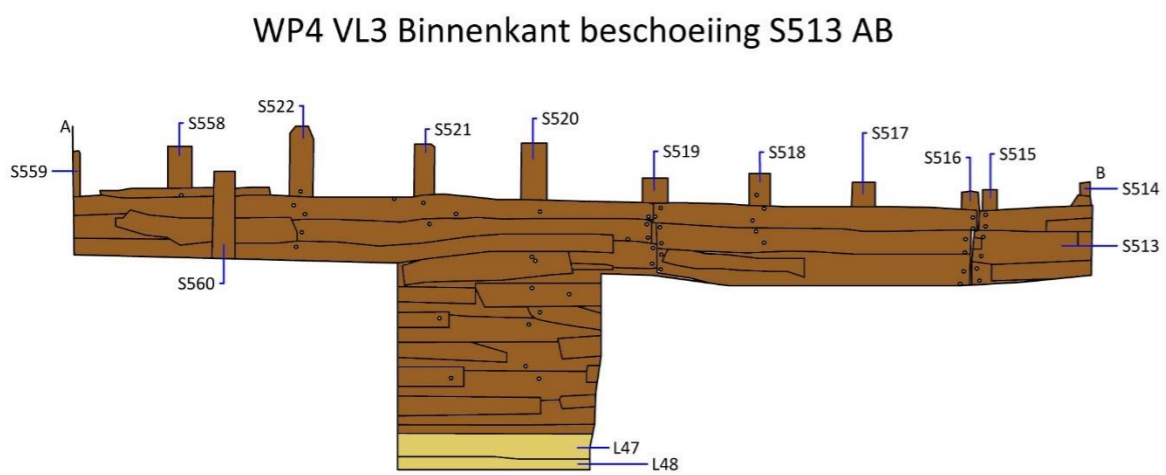 WP4 VL3 Binnenkant beschoeiing S513 AB
A
S559
S558
S560
S522
S521
S520
S519
S518
S517
S516
S515
B
S514
S513
L47
L48